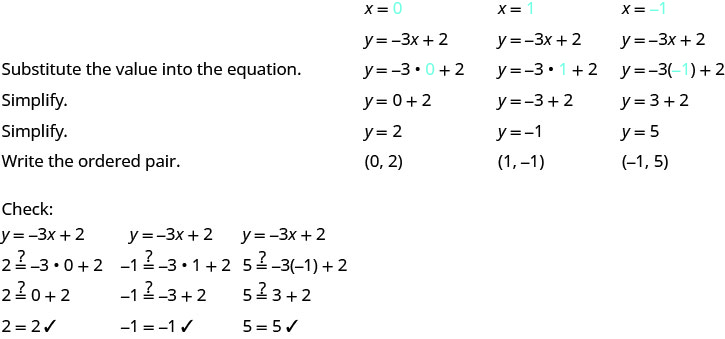 x = 0 x = 1 x = –1
y = –3x + 2 y = –3x + 2 y = –3x + 2
Substitute the value into the equation. y = –3 • 0 + 2 y = –3 • 1 + 2 y = –3(–1) + 2
Simplify. y = 0 + 2 y = –3 + 2 y = 3 + 2
Simplify. y = 2 y = –1 y = 5
Write the ordered pair. (0, 2) (1, –1) (–1, 5)
Check:
y = –3x + 2 y = –3x + 2 y = –3x + 2
2 ≟ –3 • 0 + 2 –1 ≟ –3 • 1 + 2 5 ≟ –3(–1) + 2
2 ≟ 0 + 2 –1 ≟ –3 + 2 5 ≟ 3 + 2
2 = 2 ✓ –1 = –1 ✓ 5 = 5 ✓